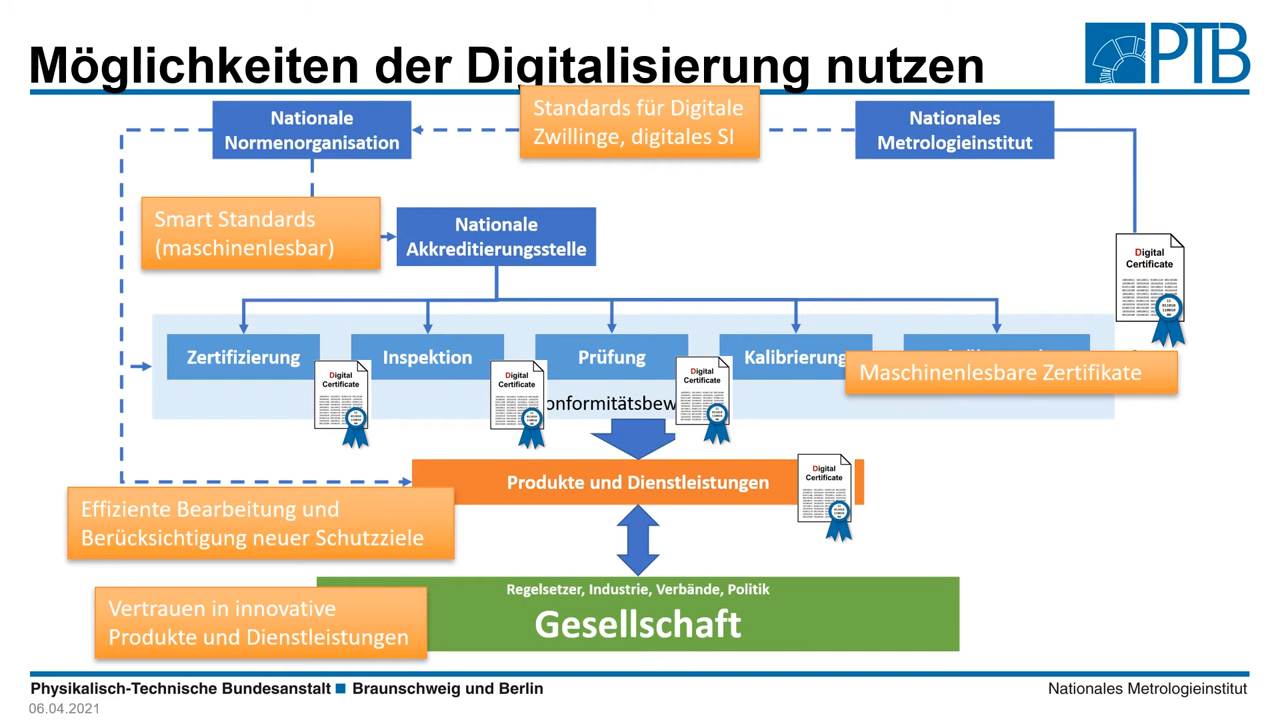 Möglichkeiten der Digitalisierung nutzen
PTB
Nationale
Normenorganisation
Standards für Digitale
Zwillinge, digitales SI
Nationales
Metrologieinstitut
Smart Standards
(maschinenlesbar)
Nationale
Akkreditierungsstelle
Digital
Certificate
Zertifizierung
Inspektion
Prüfung
Kalibrierung
Maschinenlesbare Zertifikate
Digital
Certificate
Digital
Certificate
Digital
Certificate
onformitätsbew
Produkte und Dienstleistungen
Digital
Certificate
Effiziente Bearbeitung und
Berücksichtigung neuer Schutzziele
Regelsetzer, Industrie, Verbände, Politik
Gesellschaft
Vertrauen in innovative
Produkte und Dienstleistungen
Physikalisch-Technische Bundesanstalt ■ Braunschweig und Berlin
Nationales Metrologieinstitut
06.04.2021